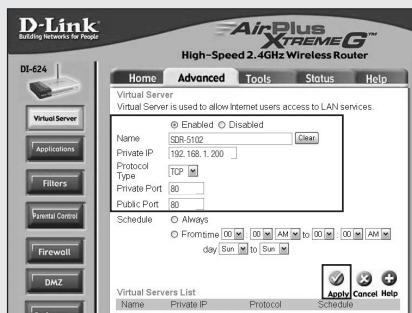 D-Link
Building Networks for People
AirPlus
XTREME G™
High-Speed 2.4GHz Wireless Router
DI-624
Home Advanced Tools Status Help
Virtual Server
Virtual Server is used to allow Internet users access to LAN services.
Virtual Server
Enabled Disabled
Name SDR-5102 Clear
Applications
Private IP 192.168.1.200
Protocol Type TCP
Filters
Private Port 80
Public Port 80
Parental Control
Schedule Always
From time 00 : 00 AM to 00 : 00 AM
day Sun to Sun
Firewall
DMZ
Apply Cancel Help
Virtual Servers List
Name Private IP Protocol Schedule